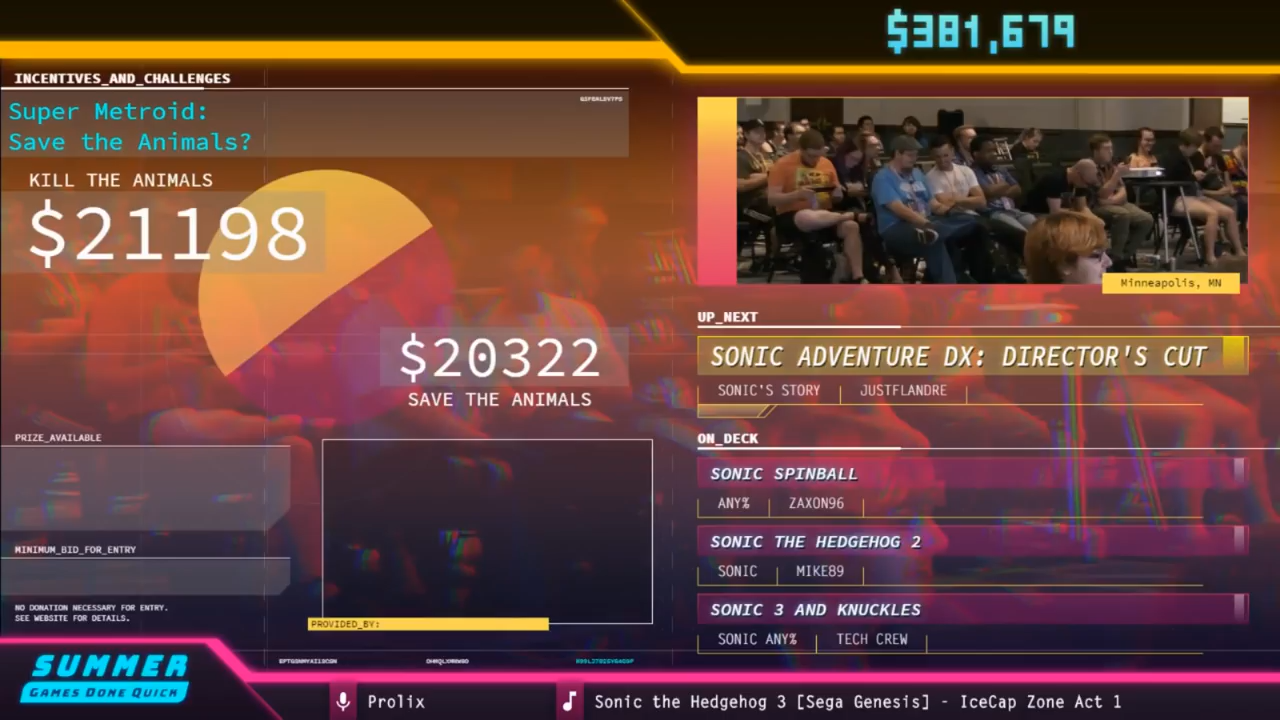 $381,679
INCENTIVES_AND_CHALLENGES
Super Metroid:
Save the Animals?
KILL THE ANIMALS
$21198
$20322
SAVE THE ANIMALS
PRIZE_AVAILABLE
MINIMUM_BID_FOR_ENTRY
NO DONATION NECESSARY FOR ENTRY.
SEE WEBSITE FOR DETAILS.
PROVIDED_BY:
Minneapolis, MN
UP_NEXT
SONIC ADVENTURE DX: DIRECTOR'S CUT
SONIC'S STORY JUSTFLANDRE
ON_DECK
SONIC SPINBALL
ANY% ZAXON96
SONIC THE HEDGEHOG 2
SONIC MIKE89
SONIC 3 AND KNUCKLES
SONIC ANY% TECH CREW
SUMMER
GAMES DONE QUICK
Prolix
Sonic the Hedgehog 3 [Sega Genesis] - IceCap Zone Act 1